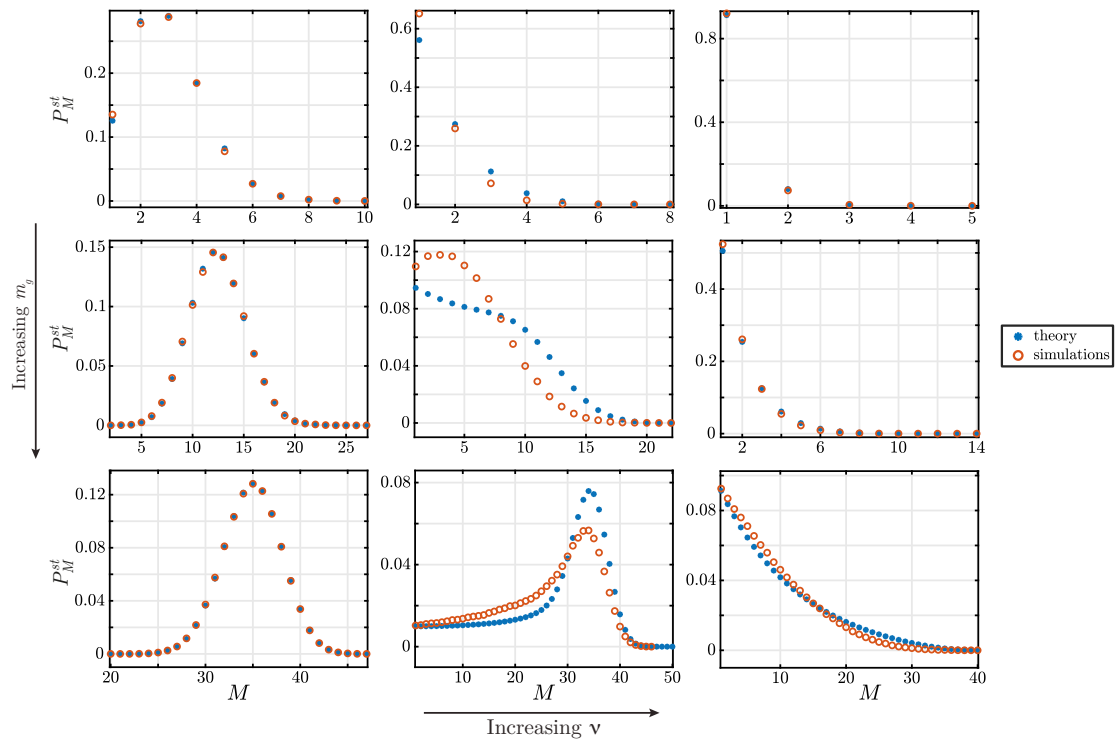 P_M^{st}
0.2
0.1
0
2 4 6 8 10
0.6
0.4
0.2
0
2 4 6 8
0.8
0.4
0
1 2 3 4 5
Increasing m_g
P_M^{st}
0.15
0.1
0.05
0
5 10 15 20 25
0.12
0.08
0.04
0
5 10 15 20
0.4
0.2
0
2 6 10 14
theory
simulations
P_M^{st}
0.12
0.08
0.04
0
20 30 40
M
0.08
0.04
0
10 20 30 40 50
M
0.08
0.04
0
10 20 30 40
M
Increasing ν